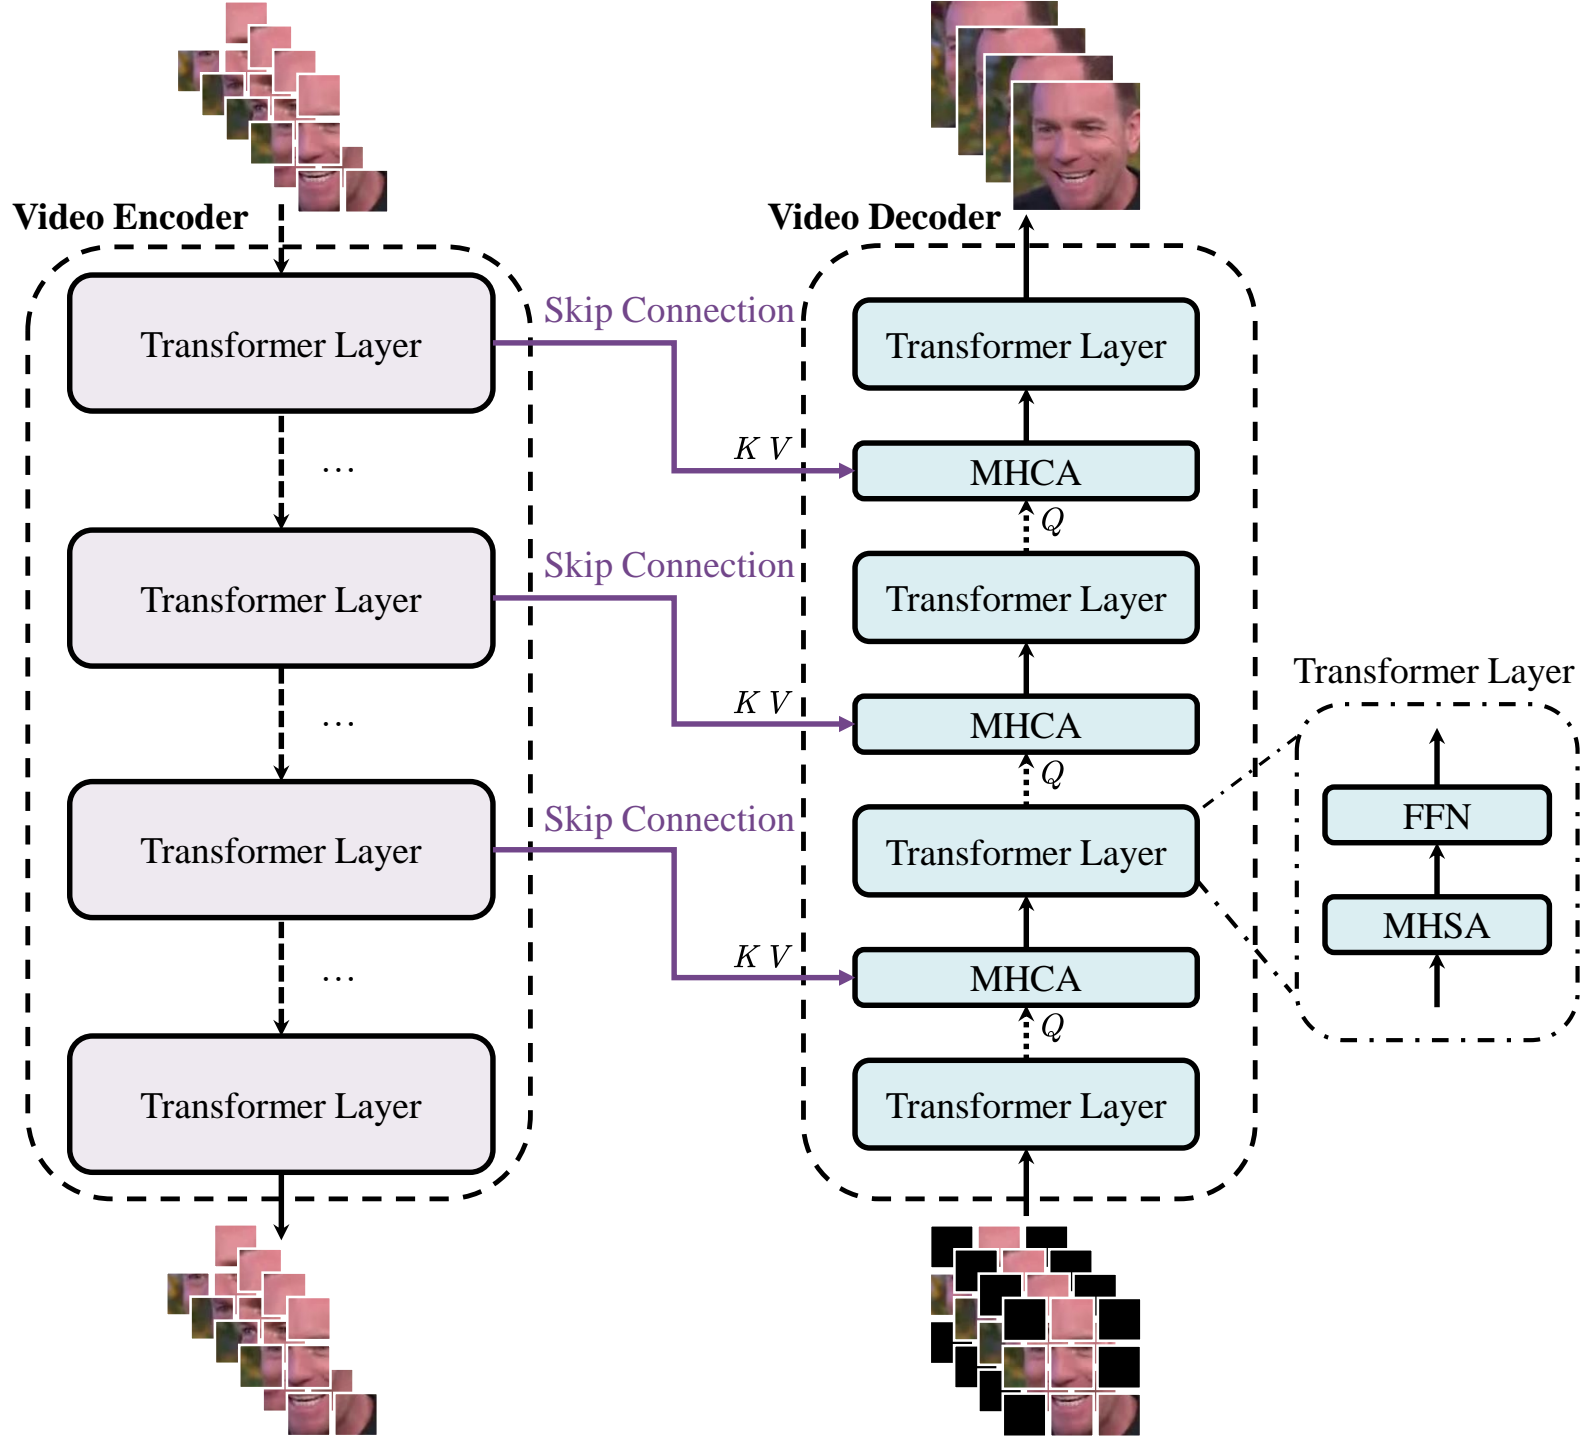 Video Encoder
Transformer Layer
...
Transformer Layer
...
Transformer Layer
...
Transformer Layer
Skip Connection
K V
Skip Connection
K V
Skip Connection
K V
Video Decoder
Transformer Layer
MHCA
Q
Transformer Layer
MHCA
Q
Transformer Layer
MHCA
Q
Transformer Layer
Transformer Layer
FFN
MHSA